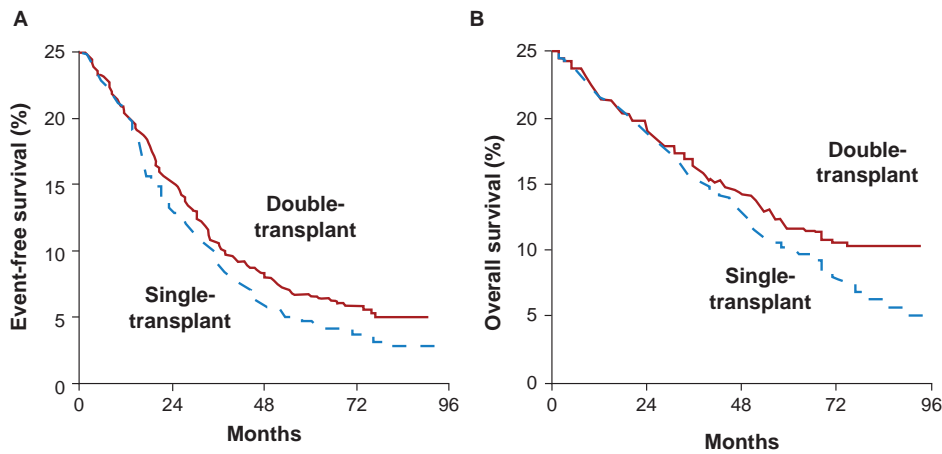 A
Event-free survival (%)
25
20
15
10
5
0
Double-
transplant
Single-
transplant
0 24 48 72 96
Months
B
Overall survival (%)
25
20
15
10
5
0
Double-
transplant
Single-
transplant
0 24 48 72 96
Months